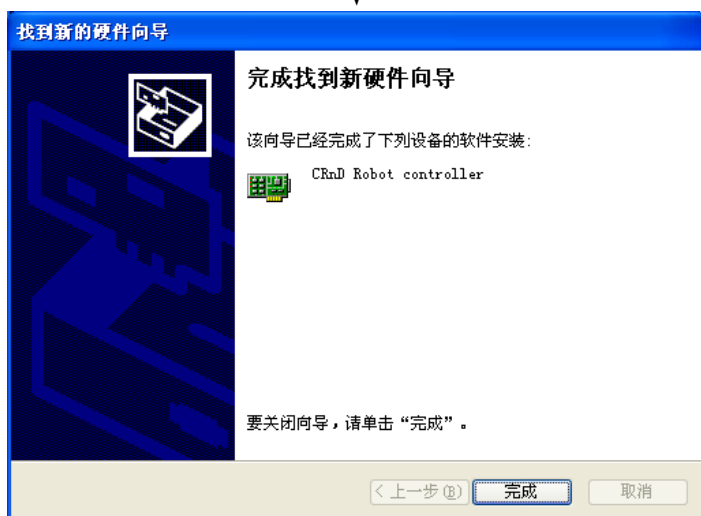 找到新的硬件向导
完成找到新硬件向导
该向导已经完成了下列设备的软件安装:
CRnD Robot controller
要关闭向导，请单击“完成”。
< 上一步(B)
完成
取消